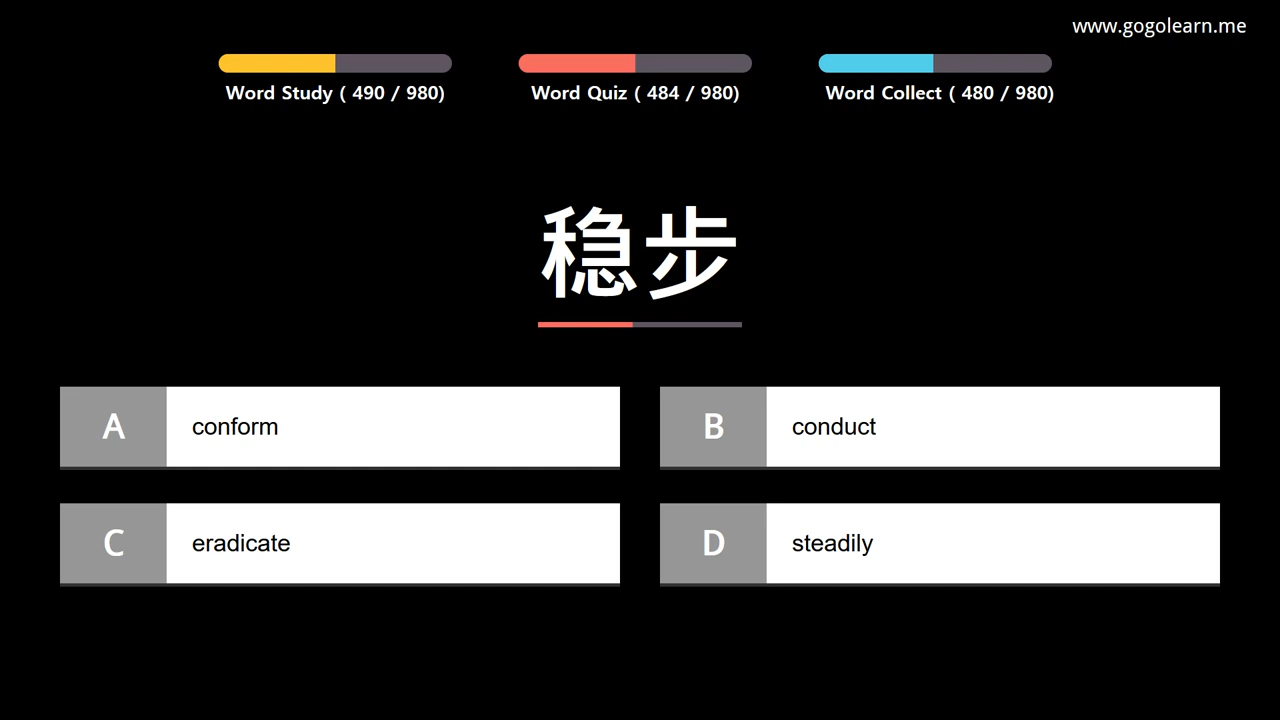 www.gogolearn.me
Word Study ( 490 / 980)
Word Quiz ( 484 / 980)
Word Collect ( 480 / 980)
稳步
A conform
B conduct
C eradicate
D steadily